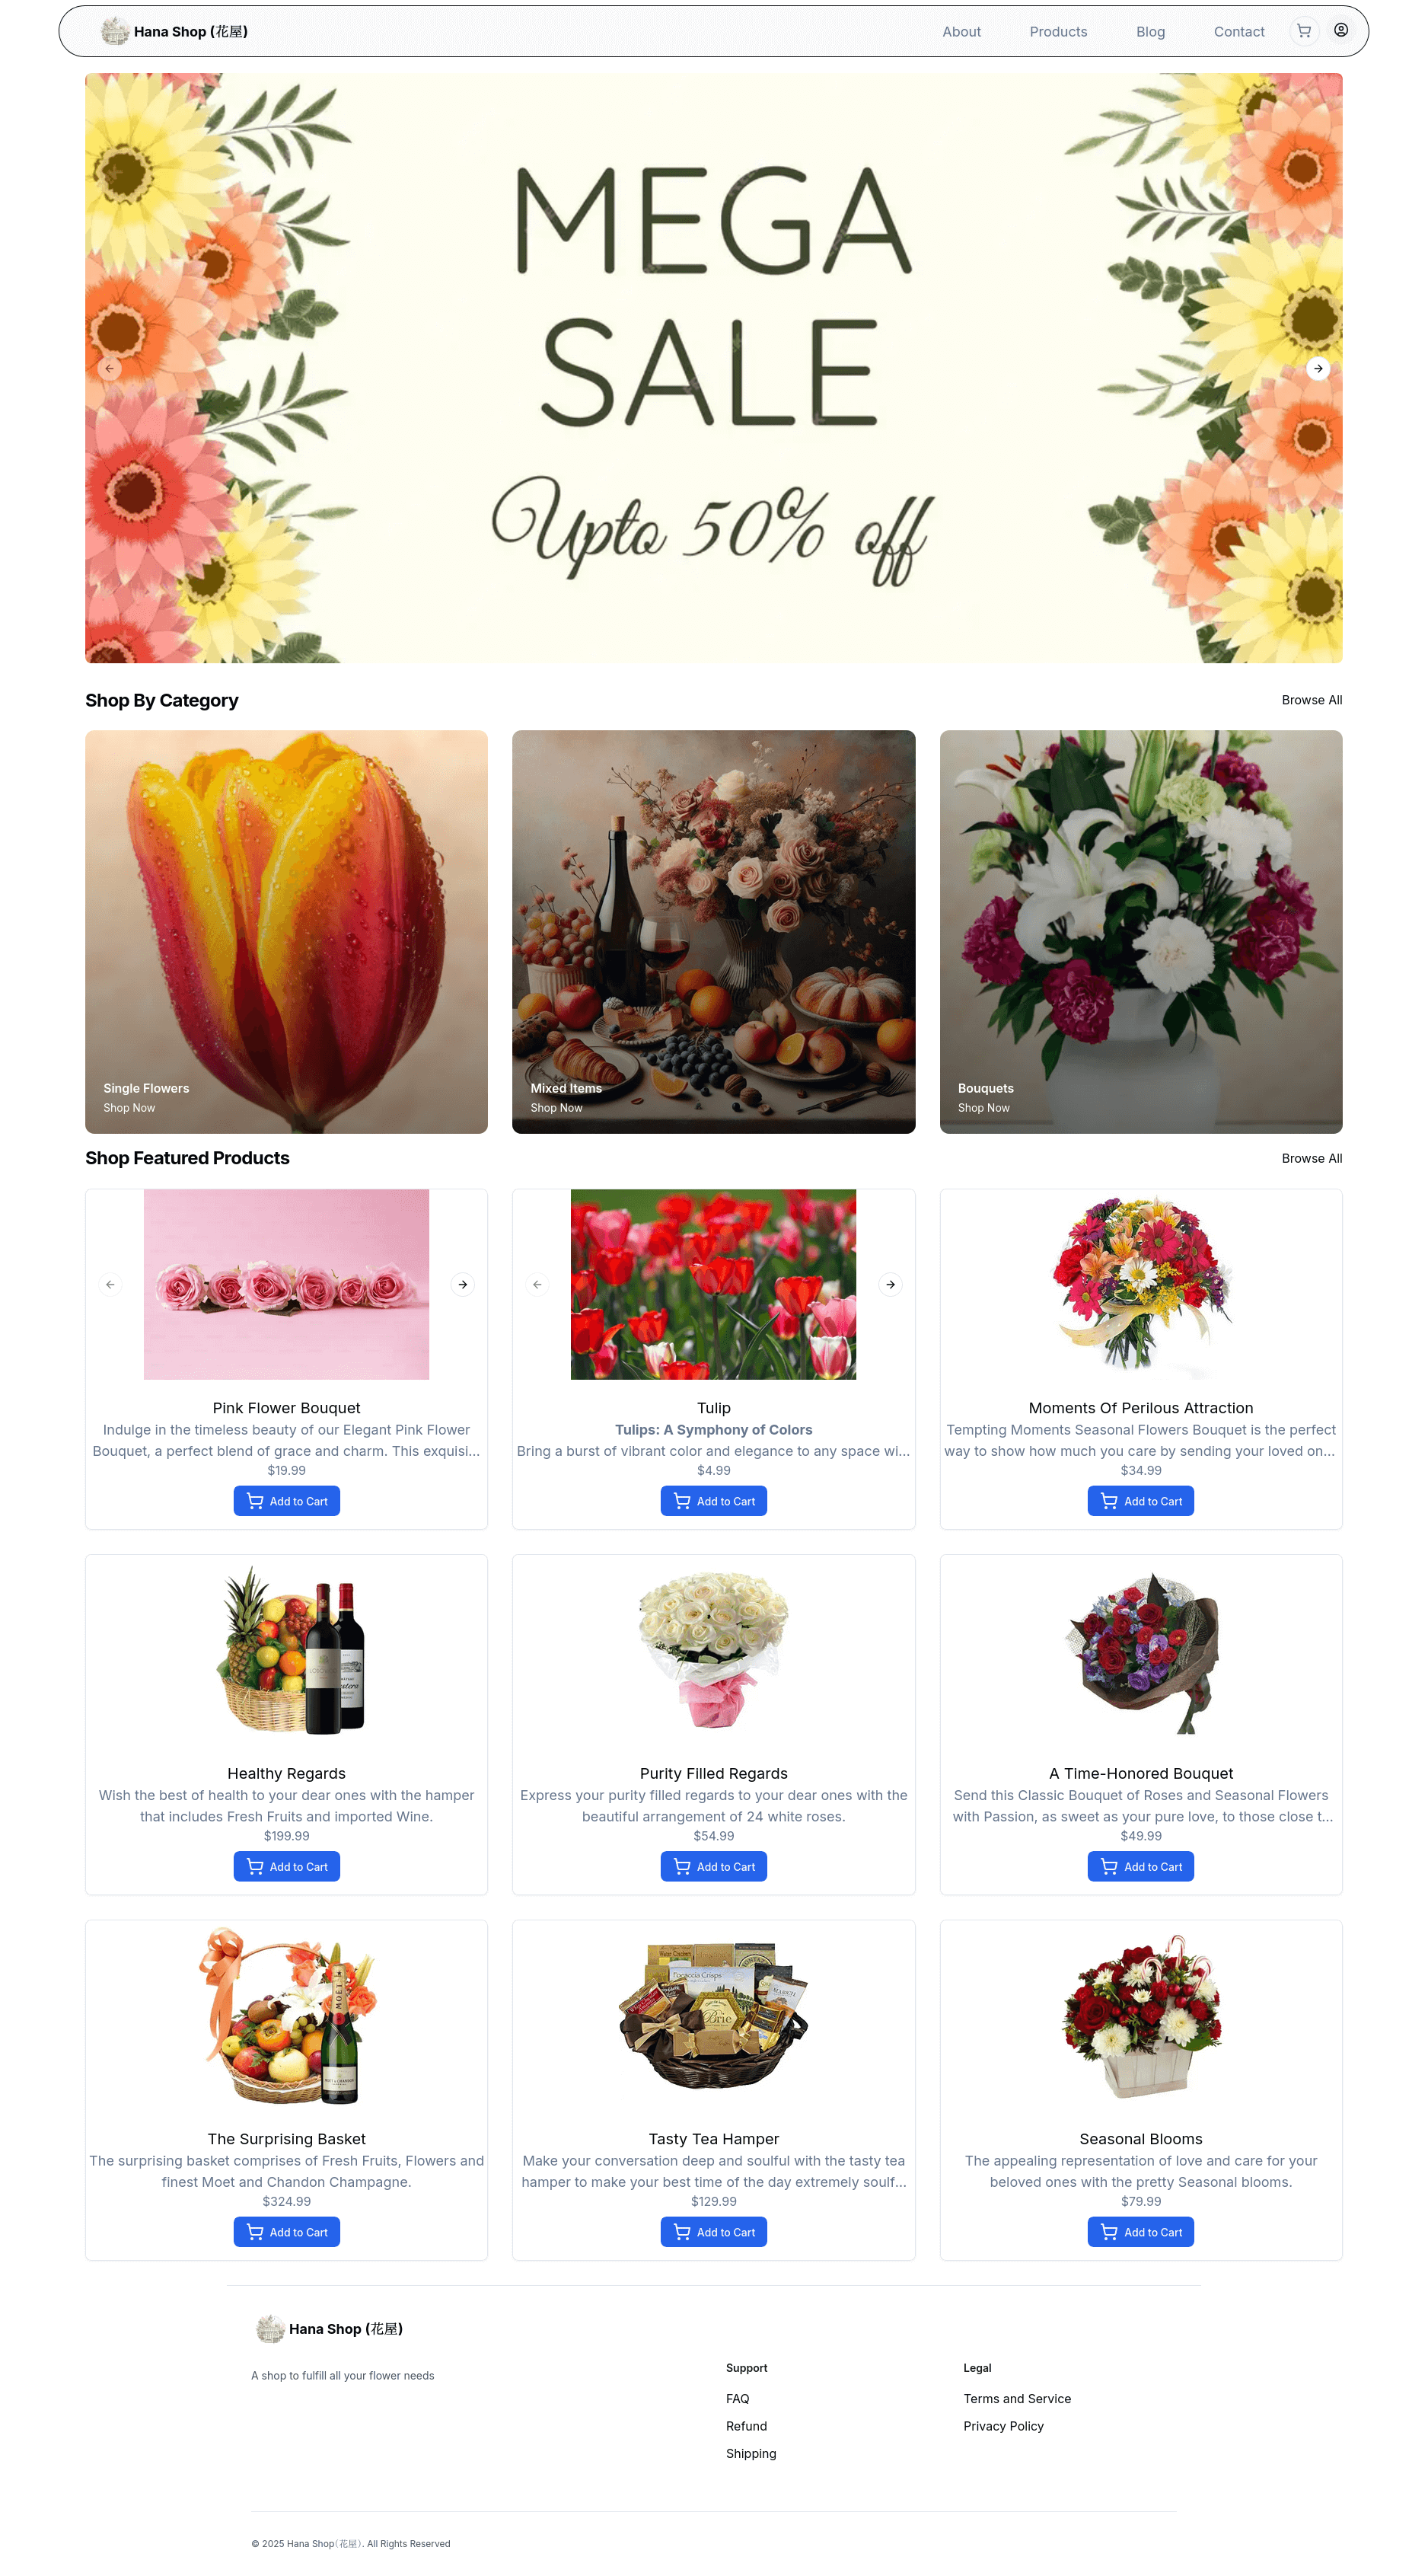 Hana Shop (花屋)
About
Products
Blog
Contact
MEGA
SALE
Upto 50% off
Shop By Category
Browse All
Single Flowers
Shop Now
Mixed Items
Shop Now
Bouquets
Shop Now
Shop Featured Products
Browse All
Pink Flower Bouquet
Indulge in the timeless beauty of our Elegant Pink Flower
Bouquet, a perfect blend of grace and charm. This exquisi...
$19.99
Add to Cart
Tulip
Tulips: A Symphony of Colors
Bring a burst of vibrant color and elegance to any space wi...
$4.99
Add to Cart
Moments Of Perilous Attraction
Tempting Moments Seasonal Flowers Bouquet is the perfect
way to show how much you care by sending your loved on...
$34.99
Add to Cart
Healthy Regards
Wish the best of health to your dear ones with the hamper
that includes Fresh Fruits and imported Wine.
$199.99
Add to Cart
Purity Filled Regards
Express your purity filled regards to your dear ones with the
beautiful arrangement of 24 white roses.
$54.99
Add to Cart
A Time-Honored Bouquet
Send this Classic Bouquet of Roses and Seasonal Flowers
with Passion, as sweet as your pure love, to those close t...
$49.99
Add to Cart
MOET
The Surprising Basket
The surprising basket comprises of Fresh Fruits, Flowers and
finest Moet and Chandon Champagne.
$324.99
Add to Cart
Focaccia Crisps
Brie
Tasty Tea Hamper
Make your conversation deep and soulful with the tasty tea
hamper to make your best time of the day extremely soulf...
$129.99
Add to Cart
Seasonal Blooms
The appealing representation of love and care for your
beloved ones with the pretty Seasonal blooms.
$79.99
Add to Cart
Hana Shop (花屋)
A shop to fulfill all your flower needs
Support
FAQ
Refund
Shipping
Legal
Terms and Service
Privacy Policy
© 2025 Hana Shop(花屋). All Rights Reserved